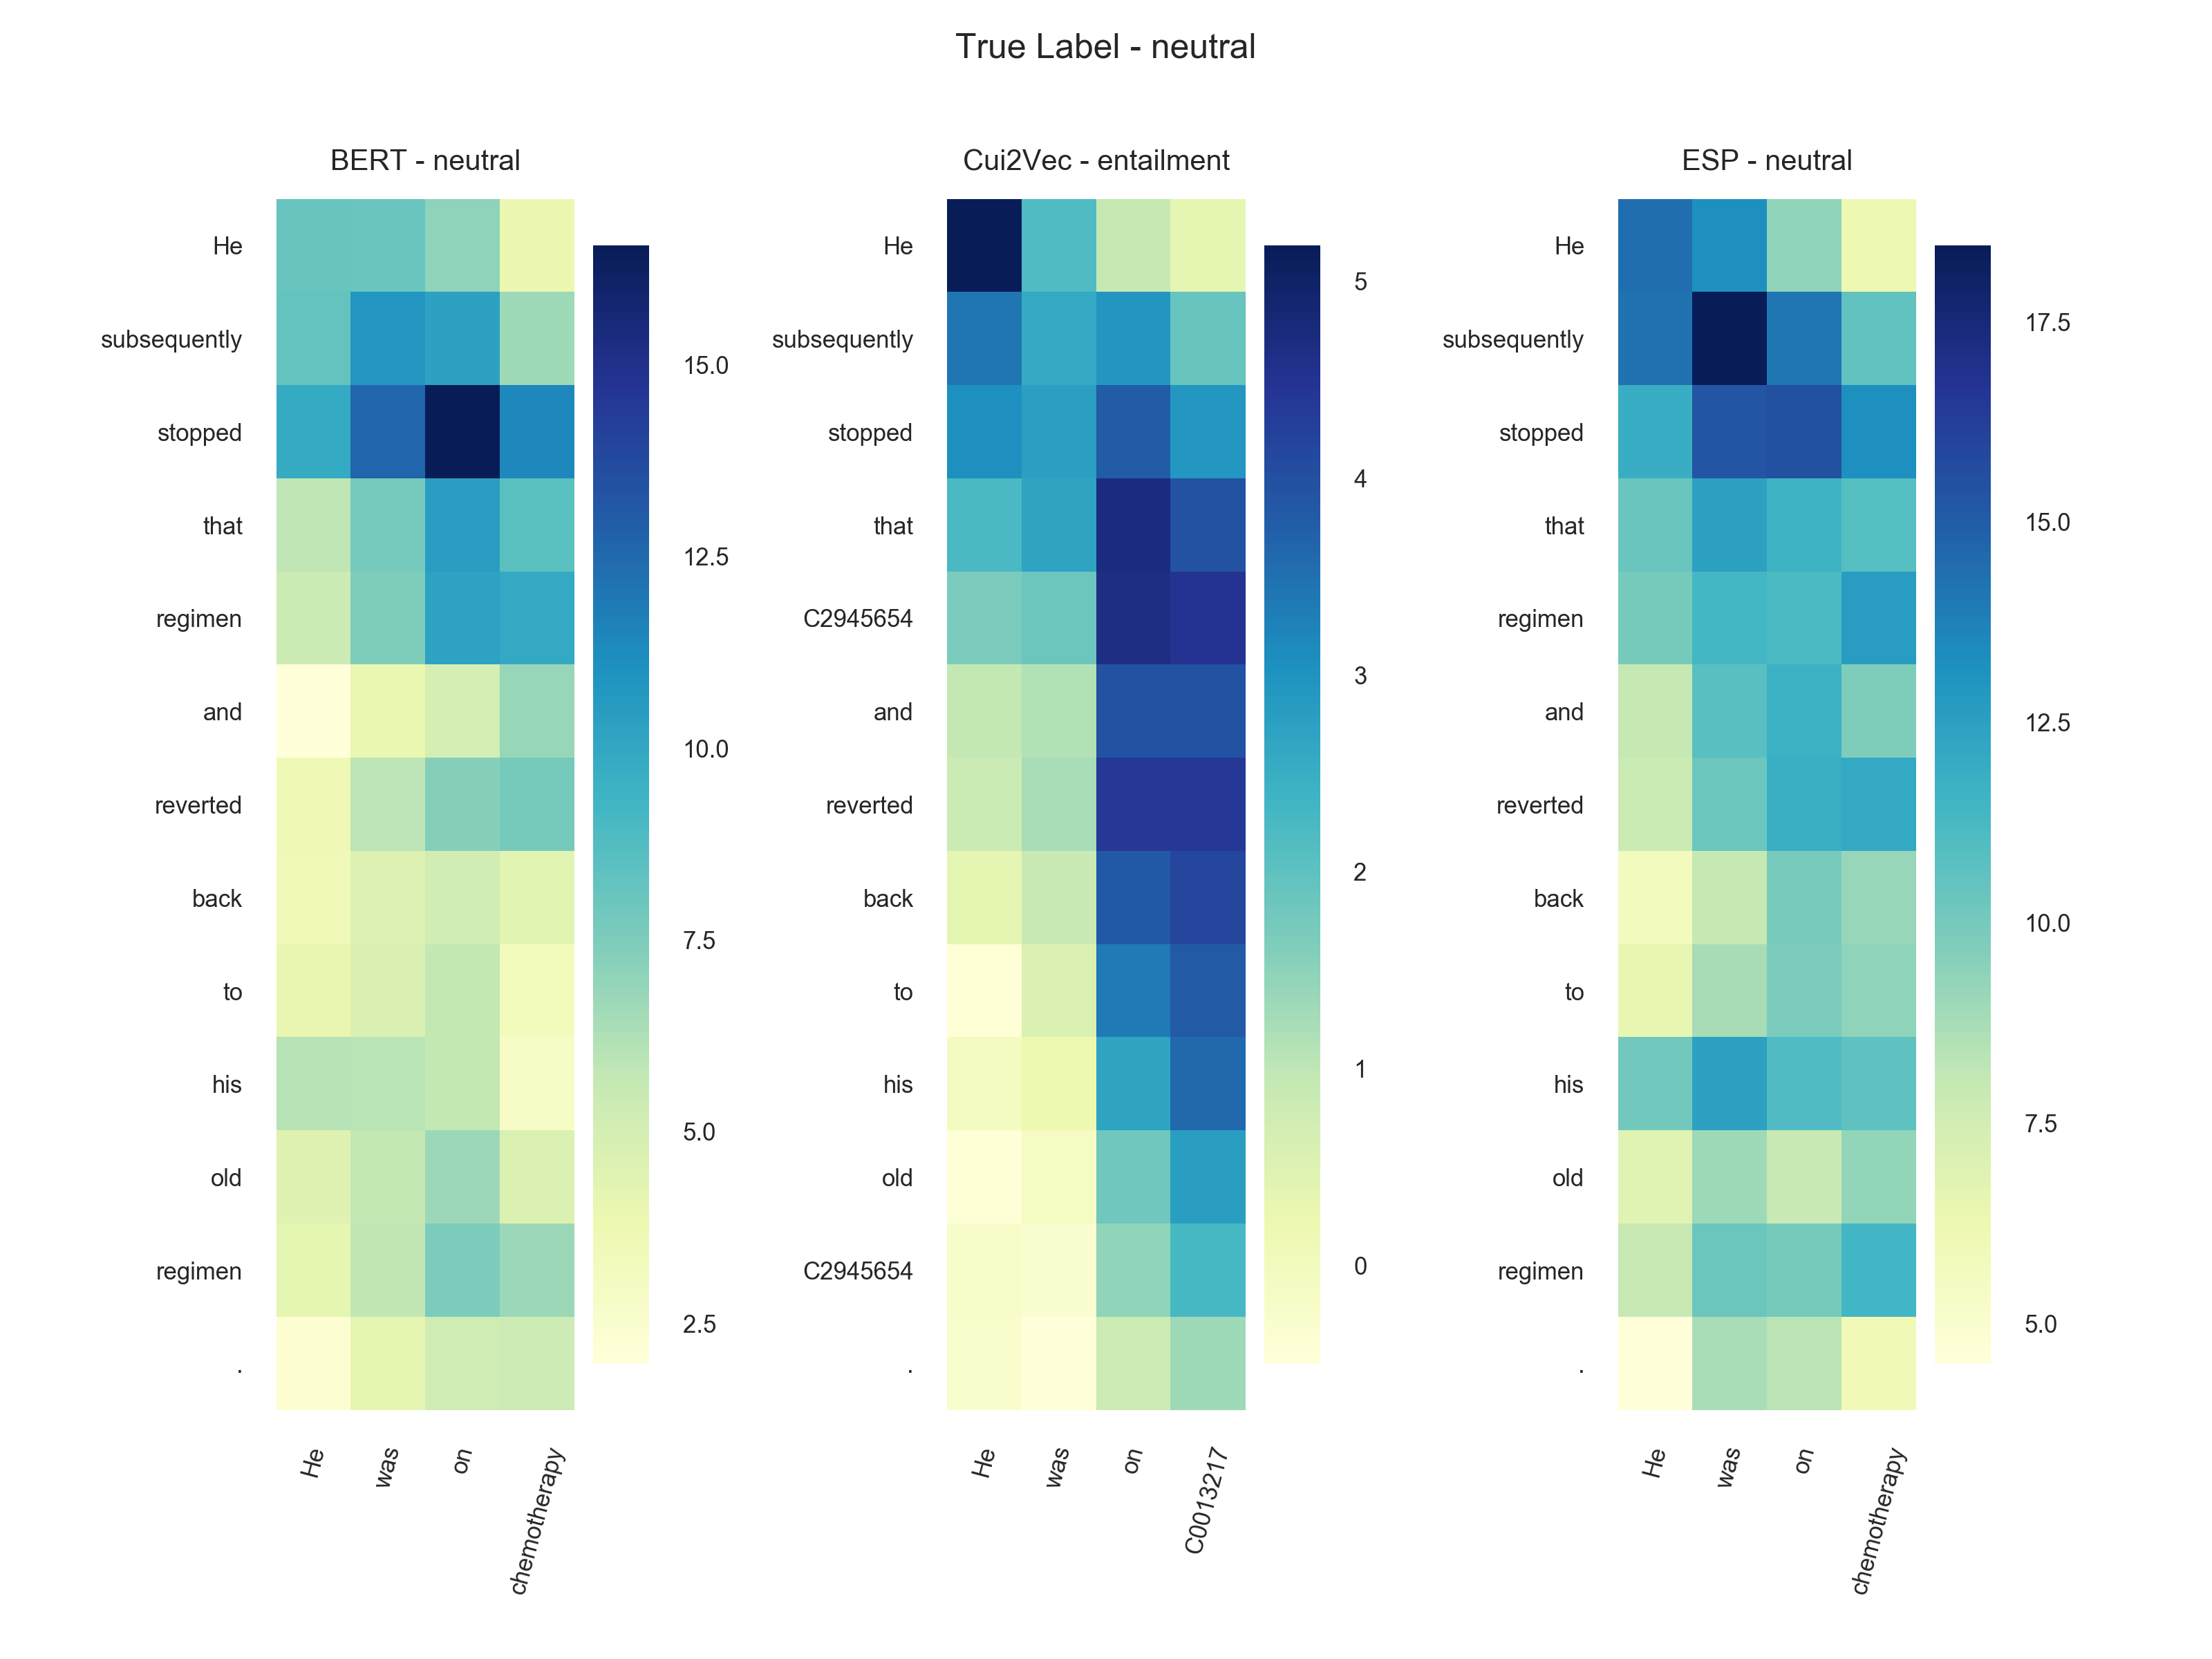 True Label - neutral
BERT - neutral
He
subsequently
stopped
that
regimen
and
reverted
back
to
his
old
regimen
.
He
was
on
chemotherapy
15.0
12.5
10.0
7.5
5.0
2.5
Cui2Vec - entailment
He
subsequently
stopped
that
C2945654
and
reverted
back
to
his
old
C2945654
.
He
was
on
C0013217
5
4
3
2
1
0
ESP - neutral
He
subsequently
stopped
that
regimen
and
reverted
back
to
his
old
regimen
.
He
was
on
chemotherapy
17.5
15.0
12.5
10.0
7.5
5.0